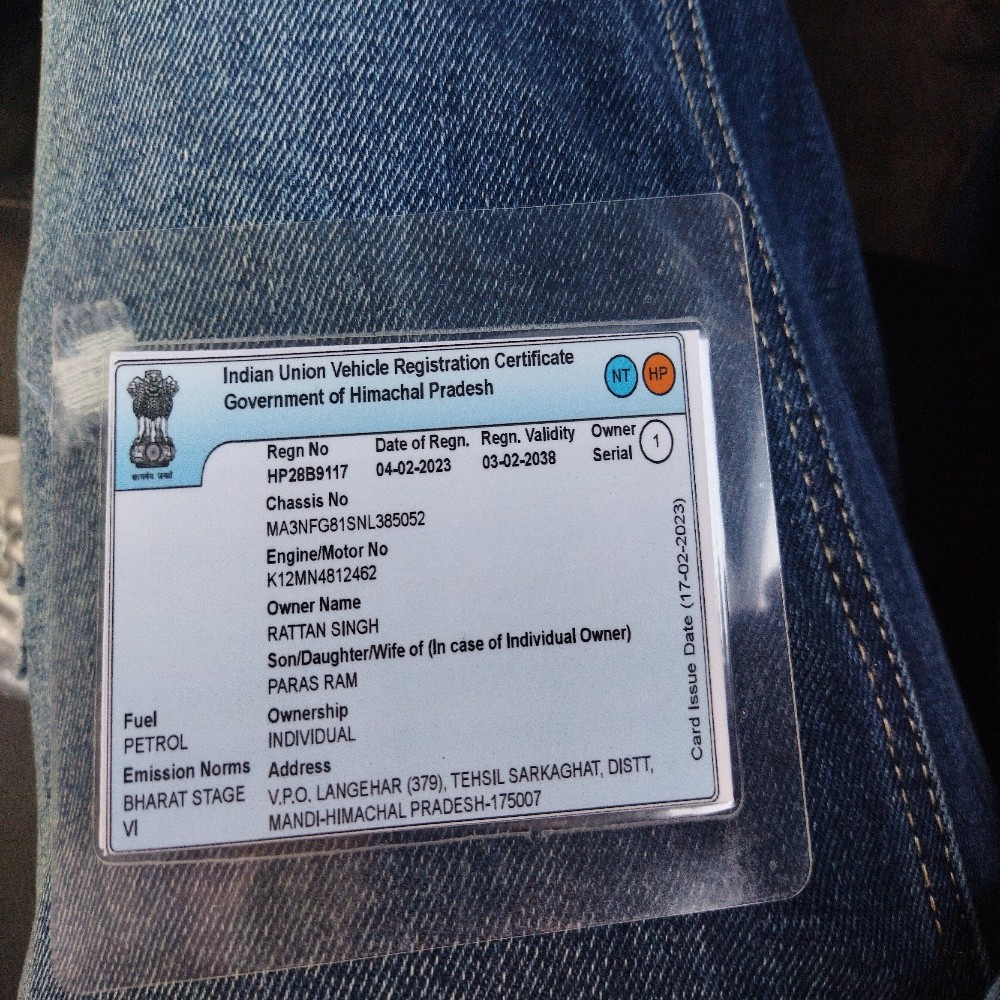 Indian Union Vehicle Registration Certificate
Government of Himachal Pradesh
NT HP
सत्यमेव जयते
Regn No
HP28B9117
Date of Regn.
04-02-2023
Regn. Validity
03-02-2038
Owner
Serial
1
Chassis No
MA3NFG81SNL385052
Engine/Motor No
K12MN4812462
Owner Name
RATTAN SINGH
Son/Daughter/Wife of (In case of Individual Owner)
PARAS RAM
Ownership
INDIVIDUAL
Fuel
PETROL
Emission Norms
BHARAT STAGE
VI
Address
V.P.O. LANGEHAR (379), TEHSIL SARKAGHAT, DISTT,
MANDI-HIMACHAL PRADESH-175007
Card Issue Date (17-02-2023)